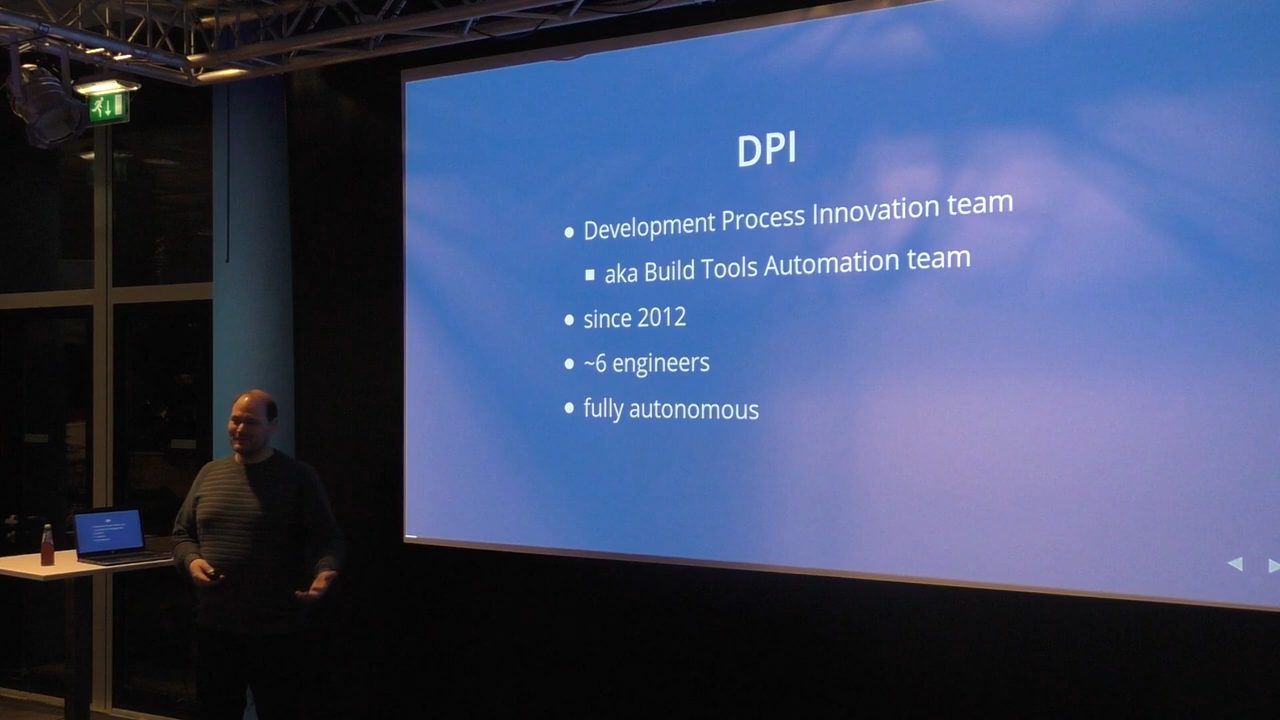 DPI
Development Process Innovation team
aka Build Tools Automation team
since 2012
~6 engineers
fully autonomous